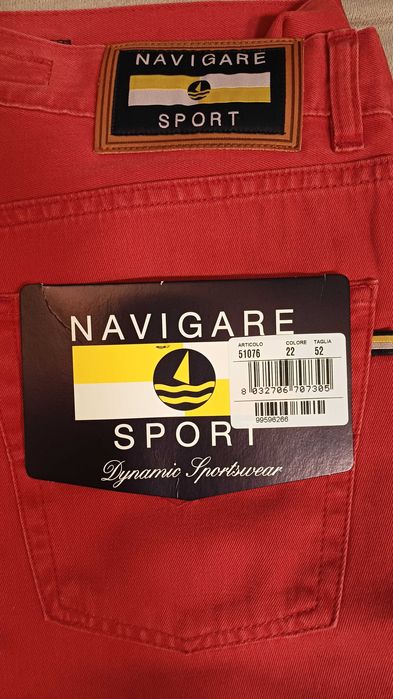 NAVIGARE
SPORT
NAVIGARE
SPORT
Dynamic Sportswear
ARTICOLO COLORE TAGLIA
51076 22 52
8 032706 707305
99596266